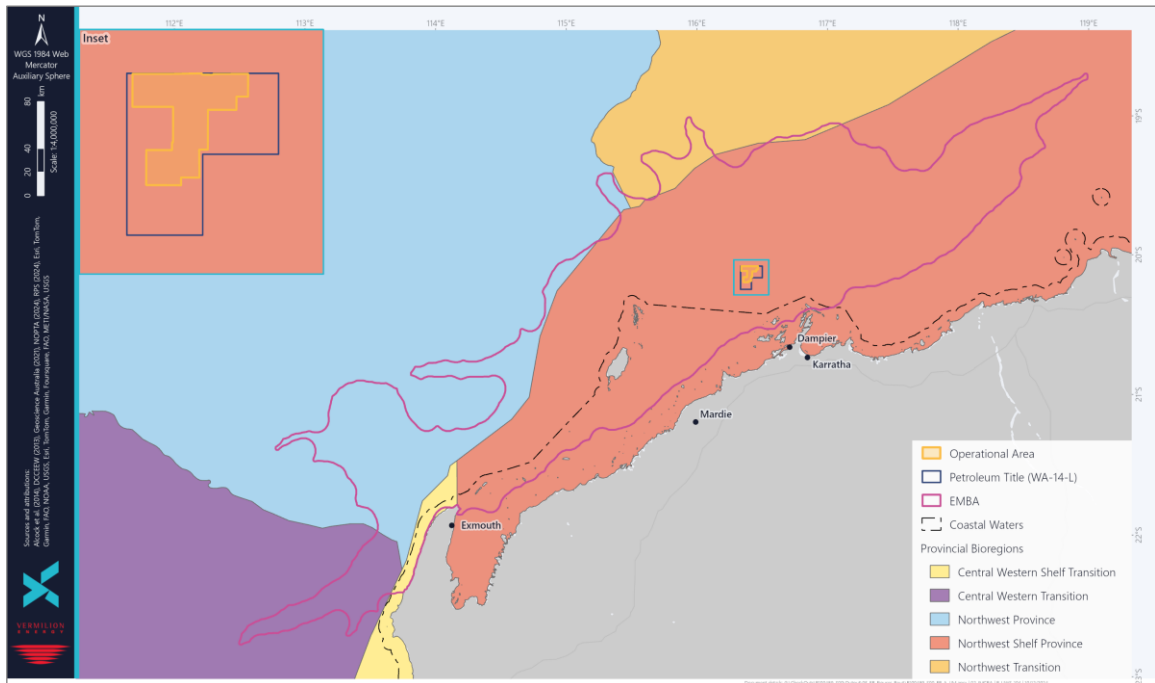 N
WGS 1984 Web
Mercator
Auxiliary Sphere
km
80
40
20
0
Scale: 1:4,000,000
Sources and attributions:
Alcock et al. (2014), DCCEEW (2013), Geoscience Australia (2021), NOPTA (2024), RPS (2024), Esri, TomTom,
Garmin, FAO, NOAA, USGS, Esri, TomTom, Garmin, Foursquare, FAO, METI/NASA, USGS
VERMILION
ENERGY
112°E
113°E
114°E
115°E
116°E
117°E
118°E
119°E
Inset
19°S
20°S
21°S
22°S
23°S
Dampier
Karratha
Mardie
Exmouth
Operational Area
Petroleum Title (WA-14-L)
EMBA
Coastal Waters
Provincial Bioregions
Central Western Shelf Transition
Central Western Transition
Northwest Province
Northwest Shelf Province
Northwest Transition